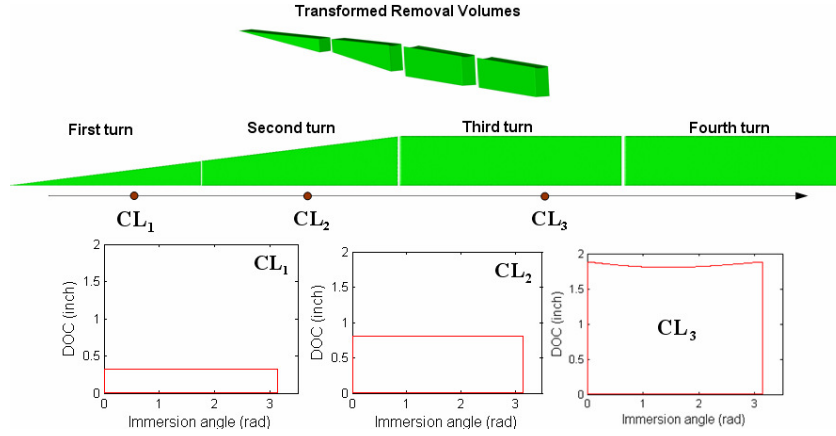 Transformed Removal Volumes
First turn
Second turn
Third turn
Fourth turn
CL1
CL2
CL3
2
1.5
1
0.5
0
0 1 2 3
DOC (inch)
Immersion angle (rad)
CL1
2
1.5
1
0.5
0
0 1 2 3
DOC (inch)
Immersion angle (rad)
CL2
2
1.5
1
0.5
0
0 1 2 3
DOC (inch)
Immersion angle (rad)
CL3